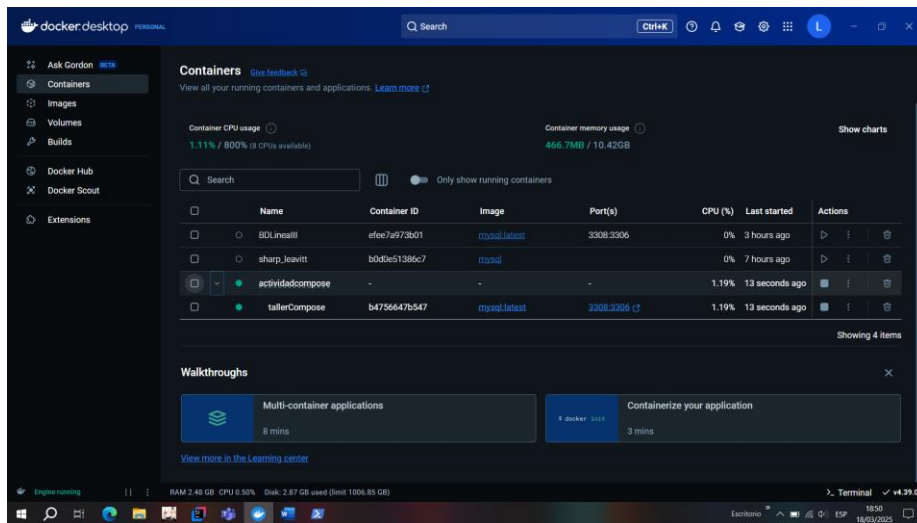 docker.desktop PERSONAL
Search
Ctrl+K
L
Ask Gordon BETA
Containers
Images
Volumes
Builds
Docker Hub
Docker Scout
Extensions
Containers Give feedback
View all your running containers and applications. Learn more
Container CPU usage
1.11% / 800% (8 CPUs available)
Container memory usage
466.7MB / 10.42GB
Show charts
Search
Only show running containers
Name Container ID Image Port(s) CPU (%) Last started Actions
BDLinealII efee7a973b01 mysql:latest 3308:3306 0% 3 hours ago
sharp_leavitt b0d0e51386c7 mysql 0% 7 hours ago
actividadcompose - - - 1.19% 13 seconds ago
tallerCompose b4756647b547 mysql:latest 3308:3306 1.19% 13 seconds ago
Showing 4 items
Walkthroughs
Multi-container applications
8 mins
$ docker init
Containerize your application
3 mins
View more in the Learning center
Engine running
RAM 2.48 GB CPU 0.50% Disk: 2.87 GB used (limit 1006.85 GB)
Terminal
v4.39.0
Escritorio
ESP
18:50
18/03/2025